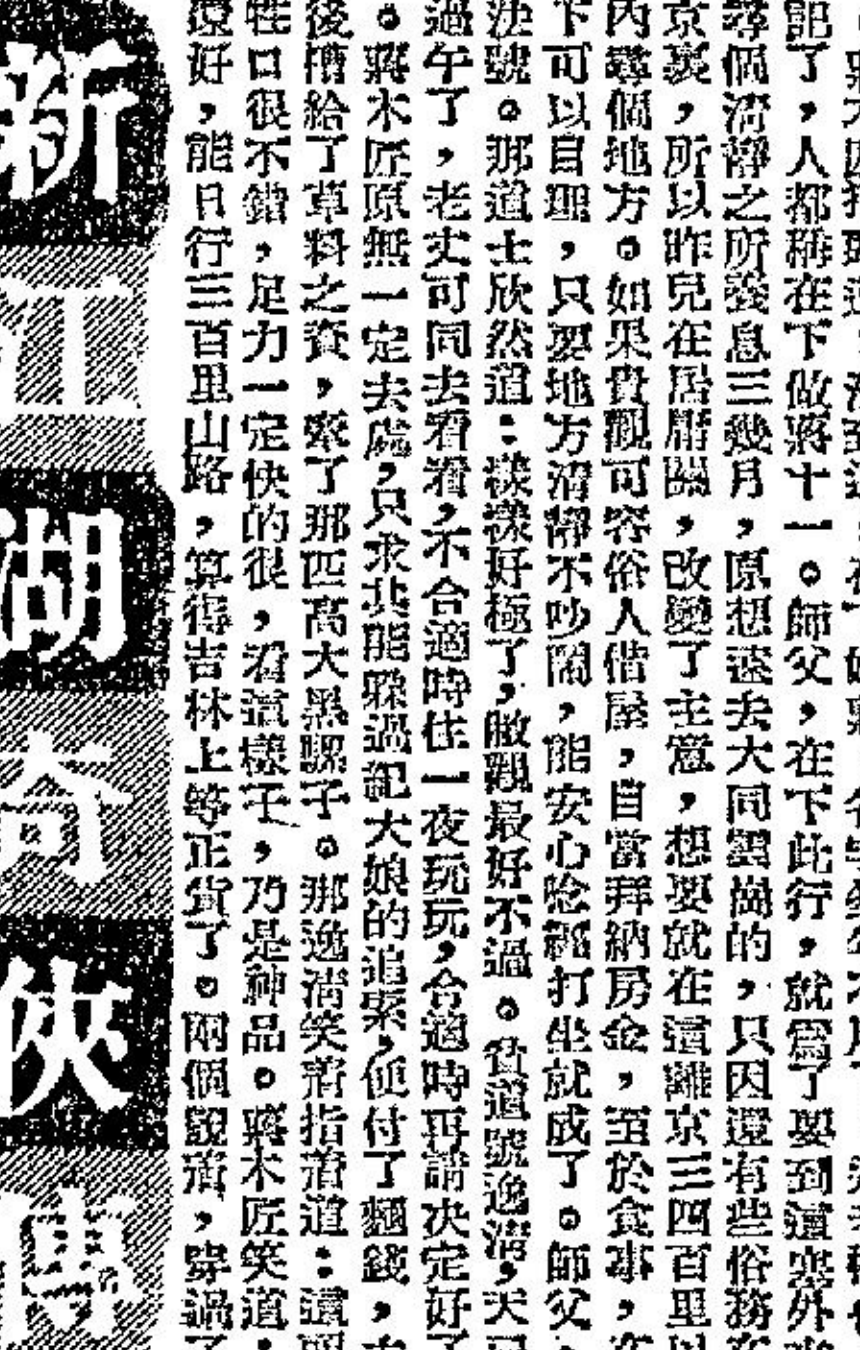 記了，人都稱在下做蔣十一。師父，在下此行，就爲了要到這塞外來
尋個清靜之所養息三幾月，原想遠去大同雲崗的，只因還有些俗務在
京裏，所以昨兒在居庸關，改變了主意，想要就在這離京三四百里以
內尋個地方。如果貴觀可容俗人借屋，自當拜納房金，至於食事，在
下可以自理，只要地方清靜不吵鬧，能安心唸經打坐就成了。師父，
法號。那道士欣然道：樣樣好極了，敝觀最好不過。貧道號逸清，天已
過午了，老丈可同去看看，不合適時住一夜玩玩，合適時再請决定好了
。蔣木匠原無一定去處，只求其能躱過記大娘的追索，便付了麵錢，
後槽給了草料之資，牽了那匹高大黑騾子。那逸清笑着指着道：這
牲口很不錯，足力一定快的很，看這樣子，乃是种品。蔣木匠笑道：
還好，能日行三百里山路，算得吉林上等正貨了。兩個說着，穿過了
新江湖奇俠傳